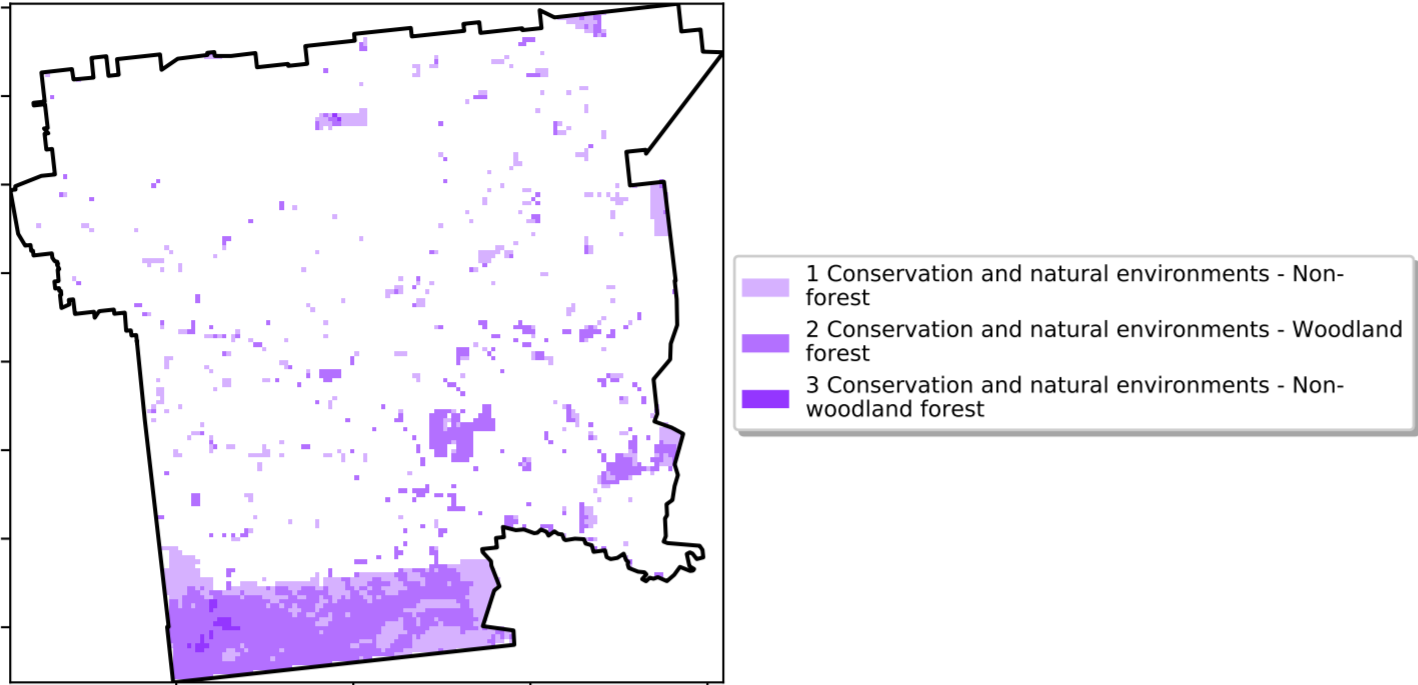 1 Conservation and natural environments - Non-
forest
2 Conservation and natural environments - Woodland
forest
3 Conservation and natural environments - Non-
woodland forest